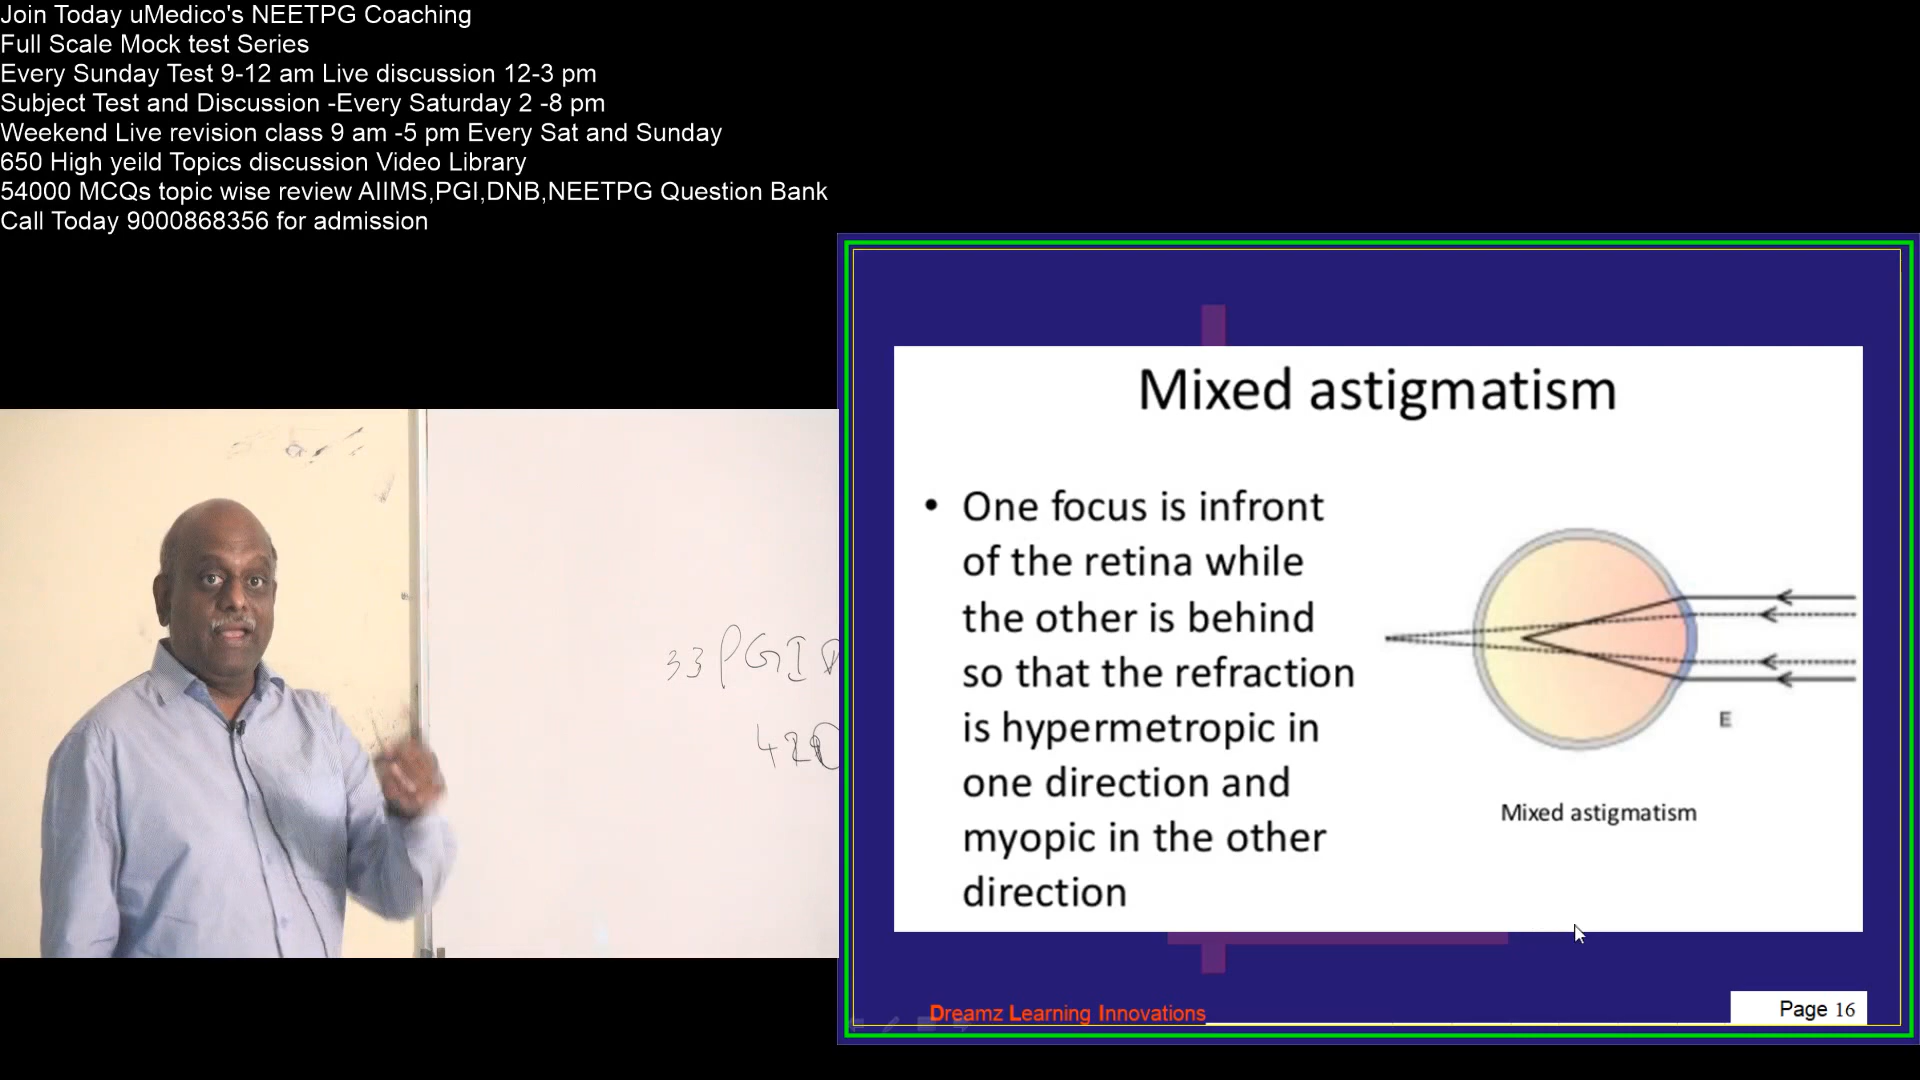 Join Today uMedico's NEETPG Coaching
Full Scale Mock test Series
Every Sunday Test 9-12 am Live discussion 12-3 pm
Subject Test and Discussion -Every Saturday 2 -8 pm
Weekend Live revision class 9 am -5 pm Every Sat and Sunday
650 High yeild Topics discussion Video Library
54000 MCQs topic wise review AIIMS,PGI,DNB,NEETPG Question Bank
Call Today 9000868356 for admission
33 PGI
420
Mixed astigmatism
• One focus is infront
of the retina while
the other is behind
so that the refraction
is hypermetropic in
one direction and
myopic in the other
direction
E
Mixed astigmatism
Dreamz Learning Innovations
Page 16